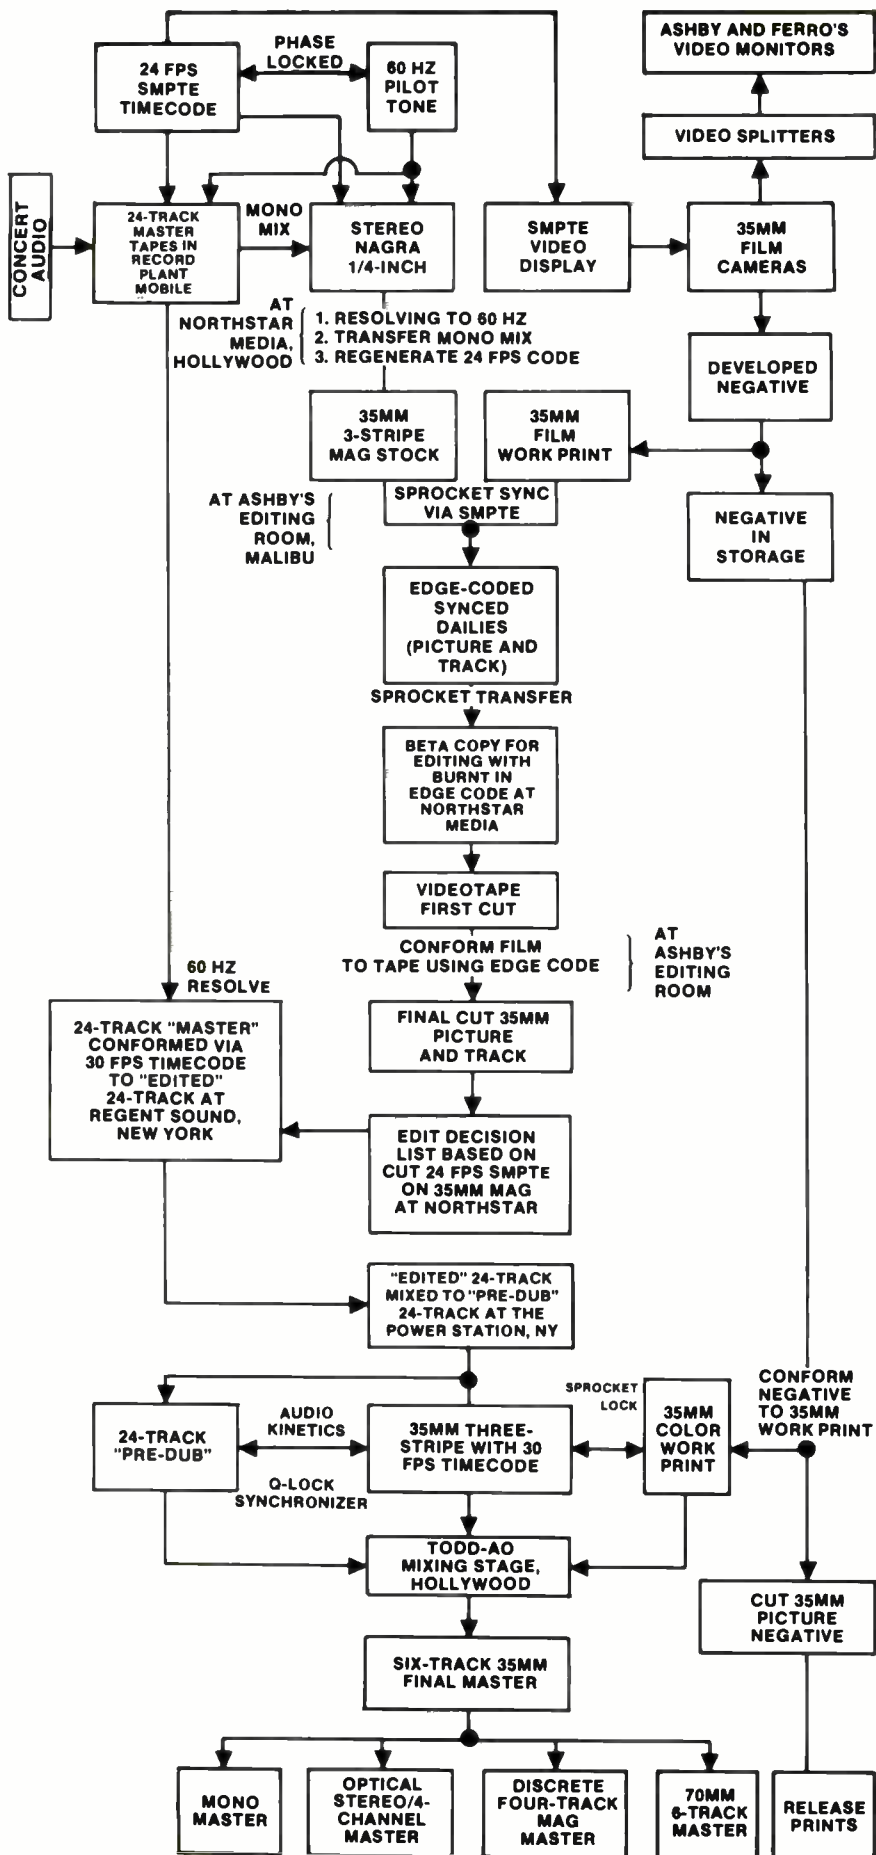 ASHBY AND FERRO'S
VIDEO MONITORS
PHASE
LOCKED
24 FPS
SMPTE
TIMECODE
60 HZ
PILOT
TONE
VIDEO SPLITTERS
CONCERT
AUDIO
24-TRACK
MASTER
TAPES IN
RECORD
PLANT
MOBILE
MONO
MIX
STEREO
NAGRA
1/4-INCH
SMPTE
VIDEO
DISPLAY
35MM
FILM
CAMERAS
AT
NORTHSTAR
MEDIA,
HOLLYWOOD
1. RESOLVING TO 60 HZ
2. TRANSFER MONO MIX
3. REGENERATE 24 FPS CODE
DEVELOPED
NEGATIVE
35MM
3-STRIPE
MAG STOCK
35MM
FILM
WORK PRINT
AT ASHBY'S
EDITING
ROOM,
MALIBU
SPROCKET SYNC
VIA SMPTE
NEGATIVE
IN
STORAGE
EDGE-CODED
SYNCED
DAILIES
(PICTURE AND
TRACK)
SPROCKET TRANSFER
BETA COPY FOR
EDITING WITH
BURNT IN
EDGE CODE AT
NORTHSTAR
MEDIA
VIDEOTAPE
FIRST CUT
CONFORM FILM
TO TAPE USING EDGE CODE
AT
ASHBY'S
EDITING
ROOM
60 HZ
RESOLVE
24-TRACK "MASTER"
CONFORMED VIA
30 FPS TIMECODE
TO "EDITED"
24-TRACK AT
REGENT SOUND,
NEW YORK
FINAL CUT 35MM
PICTURE
AND TRACK
EDIT DECISION
LIST BASED ON
CUT 24 FPS SMPTE
ON 35MM MAG
AT NORTHSTAR
"EDITED" 24-TRACK
MIXED TO "PRE-DUB"
24-TRACK AT THE
POWER STATION, NY
24-TRACK
"PRE-DUB"
AUDIO
KINETICS
Q-LOCK
SYNCHRONIZER
35MM THREE-
STRIPE WITH 30
FPS TIMECODE
SPROCKET
LOCK
35MM
COLOR
WORK
PRINT
CONFORM
NEGATIVE
TO 35MM
WORK PRINT
TODD-AO
MIXING STAGE,
HOLLYWOOD
CUT 35MM
PICTURE
NEGATIVE
SIX-TRACK 35MM
FINAL MASTER
MONO
MASTER
OPTICAL
STEREO/4-
CHANNEL
MASTER
DISCRETE
FOUR-TRACK
MAG
MASTER
70MM
6-TRACK
MASTER
RELEASE
PRINTS